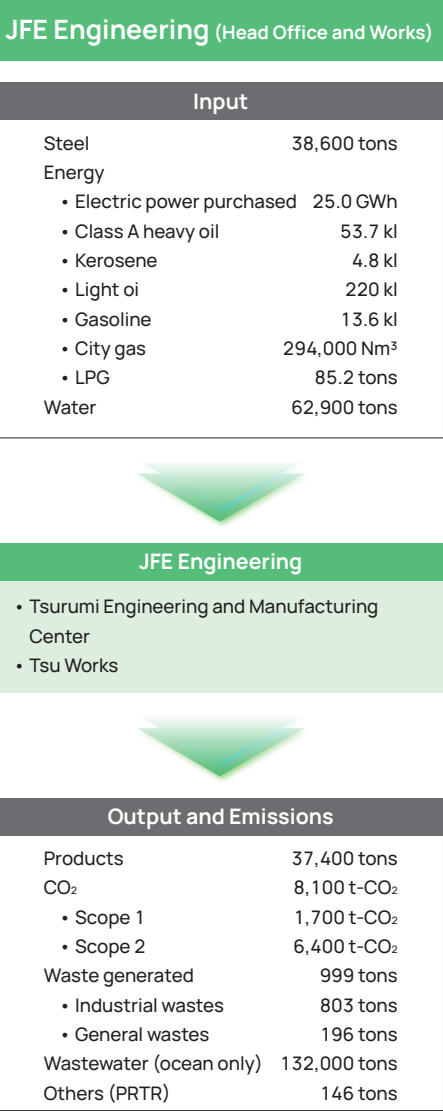 JFE Engineering (Head Office and Works)
Input
Steel 38,600 tons
Energy
• Electric power purchased 25.0 GWh
• Class A heavy oil 53.7 kl
• Kerosene 4.8 kl
• Light oi 220 kl
• Gasoline 13.6 kl
• City gas 294,000 Nm³
• LPG 85.2 tons
Water 62,900 tons
JFE Engineering
• Tsurumi Engineering and Manufacturing
Center
• Tsu Works
Output and Emissions
Products 37,400 tons
CO₂ 8,100 t-CO₂
• Scope 1 1,700 t-CO₂
• Scope 2 6,400 t-CO₂
Waste generated 999 tons
• Industrial wastes 803 tons
• General wastes 196 tons
Wastewater (ocean only) 132,000 tons
Others (PRTR) 146 tons